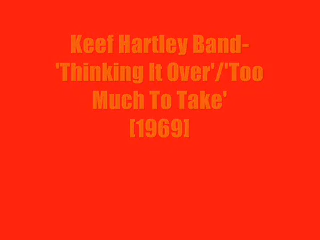 Keef Hartley Band-
'Thinking It Over'/'Too
Much To Take'
[1969]